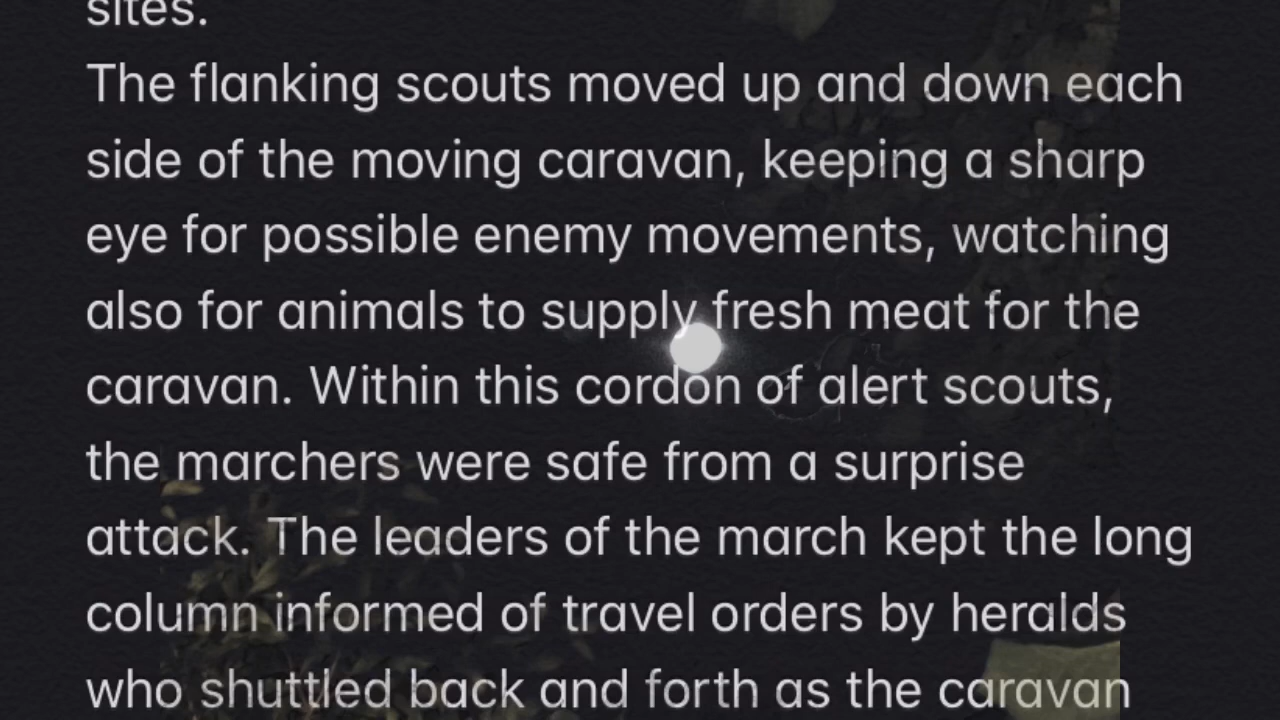 sites.
The flanking scouts moved up and down each
side of the moving caravan, keeping a sharp
eye for possible enemy movements, watching
also for animals to supply fresh meat for the
caravan. Within this cordon of alert scouts,
the marchers were safe from a surprise
attack. The leaders of the march kept the long
column informed of travel orders by heralds
who shuttled back and forth as the caravan